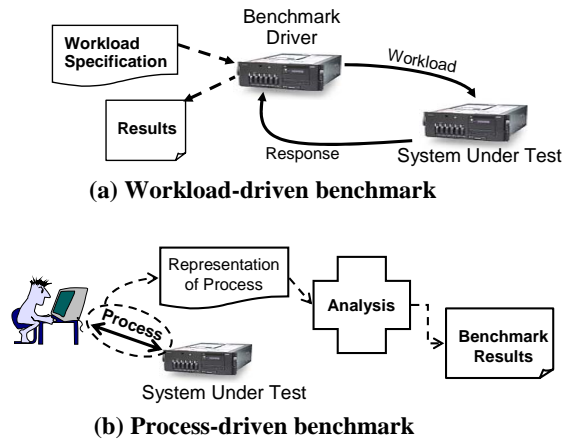 Benchmark
Driver
Workload
Specification
Workload
Results
Response
System Under Test
(a) Workload-driven benchmark
Representation
of Process
Analysis
Process
Benchmark
Results
System Under Test
(b) Process-driven benchmark